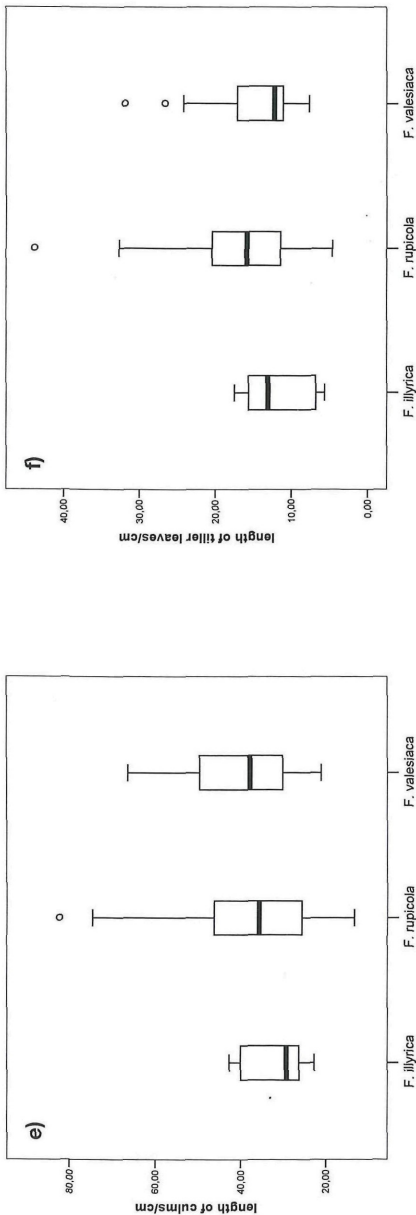 e)
length of culms/cm
80,00
60,00
40,00
20,00
F. illyrica
F. rupicola
F. valesiaca
f)
length of tiller leaves/cm
40,00
30,00
20,00
10,00
0,00
F. illyrica
F. rupicola
F. valesiaca